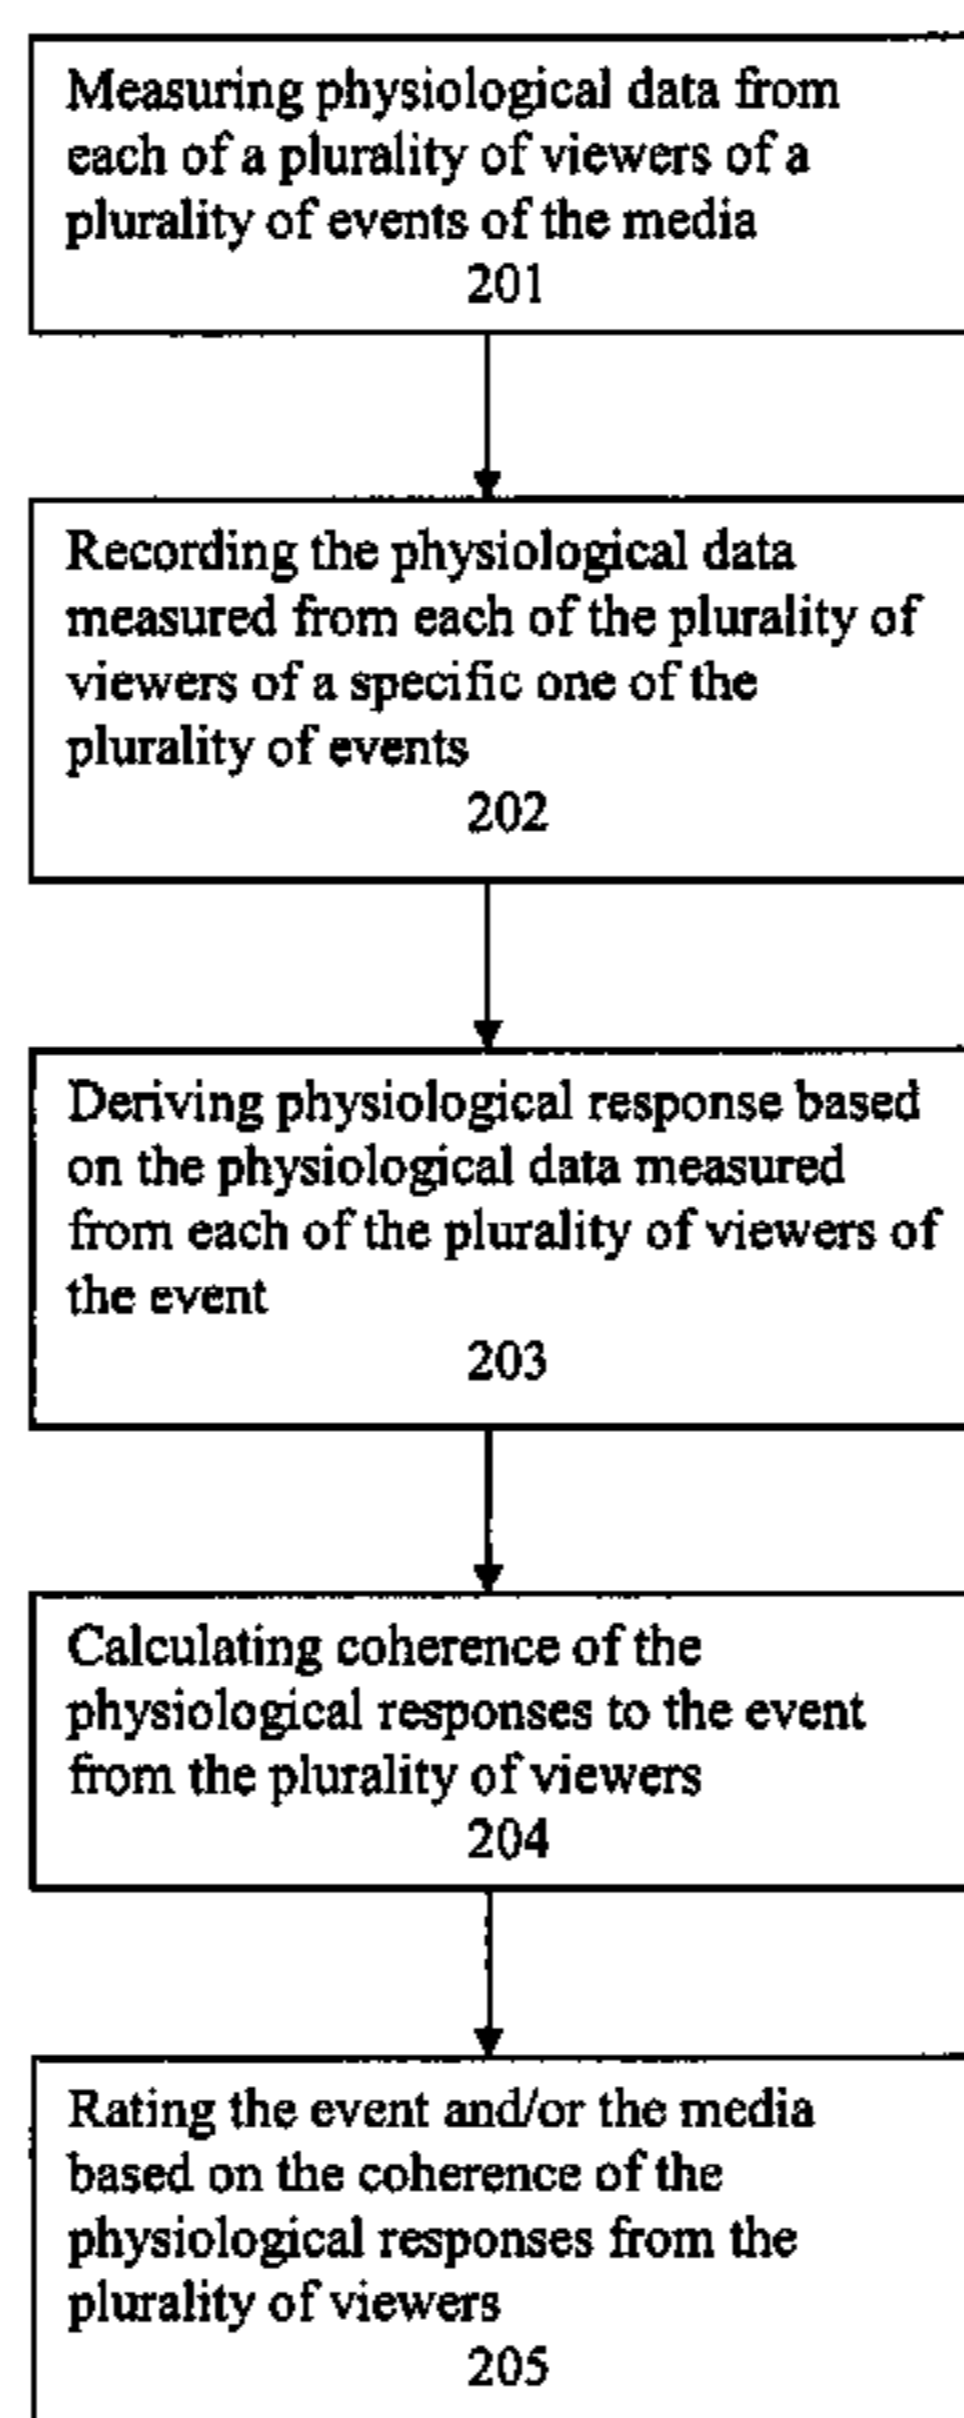 Measuring physiological data from
each of a plurality of viewers of a
plurality of events of the media
201
Recording the physiological data
measured from each of the plurality of
viewers of a specific one of the
plurality of events
202
Deriving physiological response based
on the physiological data measured
from each of the plurality of viewers of
the event
203
Calculating coherence of the
physiological responses to the event
from the plurality of viewers
204
Rating the event and/or the media
based on the coherence of the
physiological responses from the
plurality of viewers
205